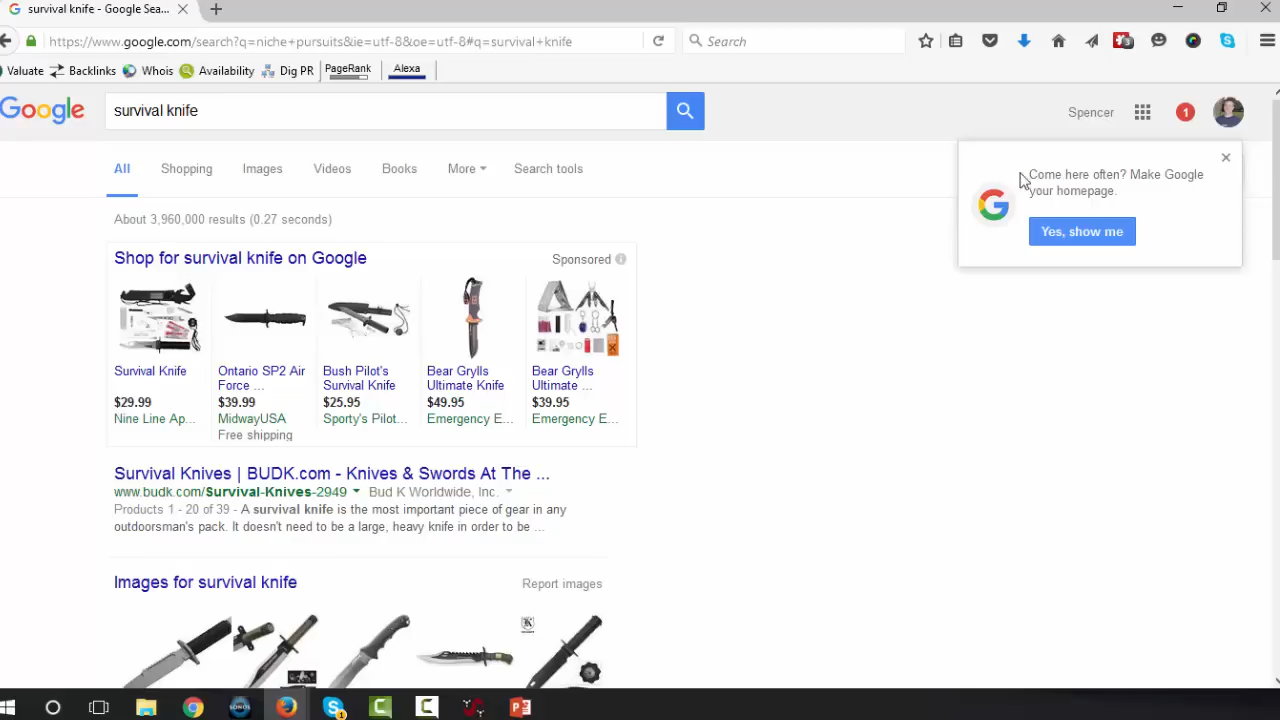 survival knife - Google Sea...
https://www.google.com/search?q=niche+pursuits&ie=utf-8&oe=utf-8#q=survival+knife
Search
3
Valuate Backlinks Whois Availability Dig PR PageRank Alexa
Google
survival knife
Spencer
1
All Shopping Images Videos Books More Search tools
Come here often? Make Google
your homepage.
Yes, show me
About 3,960,000 results (0.27 seconds)
Shop for survival knife on Google
Sponsored
Survival Knife
$29.99
Nine Line Ap...
Ontario SP2 Air
Force ...
$39.99
MidwayUSA
Free shipping
Bush Pilot's
Survival Knife
$25.95
Sporty's Pilot...
Bear Grylls
Ultimate Knife
$49.95
Emergency E...
Bear Grylls
Ultimate ...
$39.95
Emergency E...
Survival Knives | BUDK.com - Knives & Swords At The ...
www.budk.com/Survival-Knives-2949 Bud K Worldwide, Inc.
Products 1 - 20 of 39 - A survival knife is the most important piece of gear in any
outdoorsman's pack. It doesn't need to be a large, heavy knife in order to be ...
Images for survival knife
Report images
SONOS